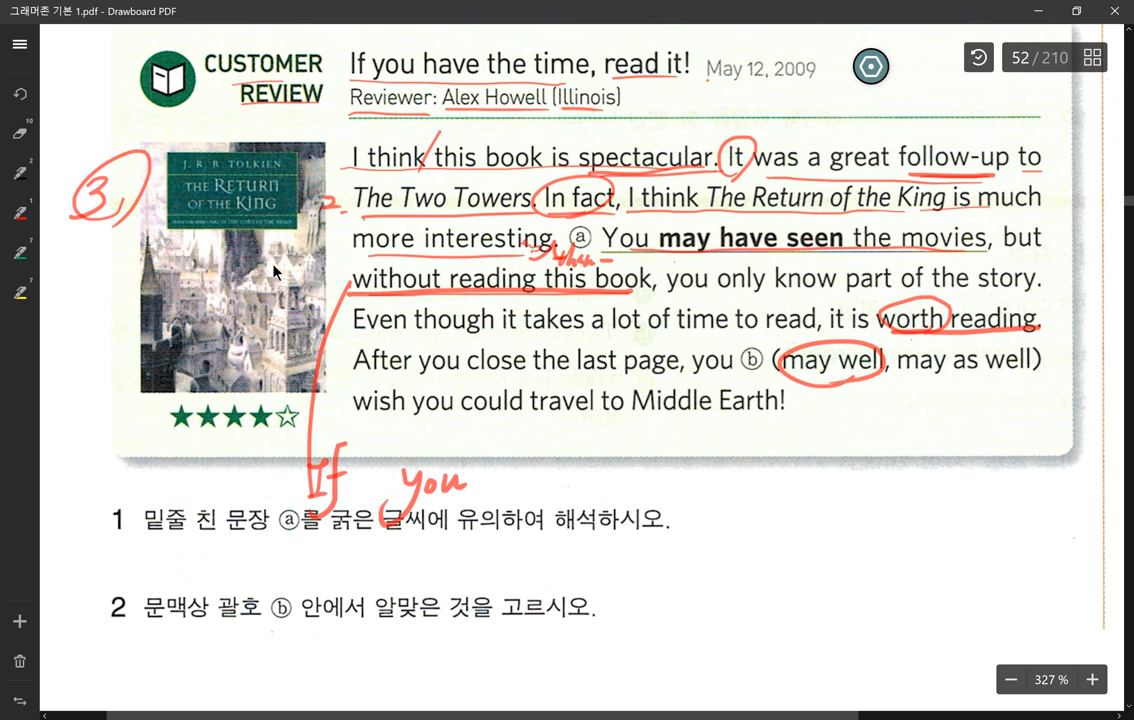 그래머존 기본 1.pdf - Drawboard PDF
52 / 210
CUSTOMER
REVIEW
If you have the time, read it! May 12, 2009
Reviewer: Alex Howell (Illinois)
J. R. R. TOLKIEN
THE RETURN
OF THE KING
3,
I think this book is spectacular. It was a great follow-up to
2. The Two Towers. In fact, I think The Return of the King is much
more interesting. ⓐ You may have seen the movies, but
than
without reading this book, you only know part of the story.
Even though it takes a lot of time to read, it is worth reading.
After you close the last page, you ⓑ (may well, may as well)
wish you could travel to Middle Earth!
★★★★☆
If you
1 밑줄 친 문장 ⓐ를 굵은 글씨에 유의하여 해석하시오.
2 문맥상 괄호 ⓑ 안에서 알맞은 것을 고르시오.
10
2
1
7
7
327 %